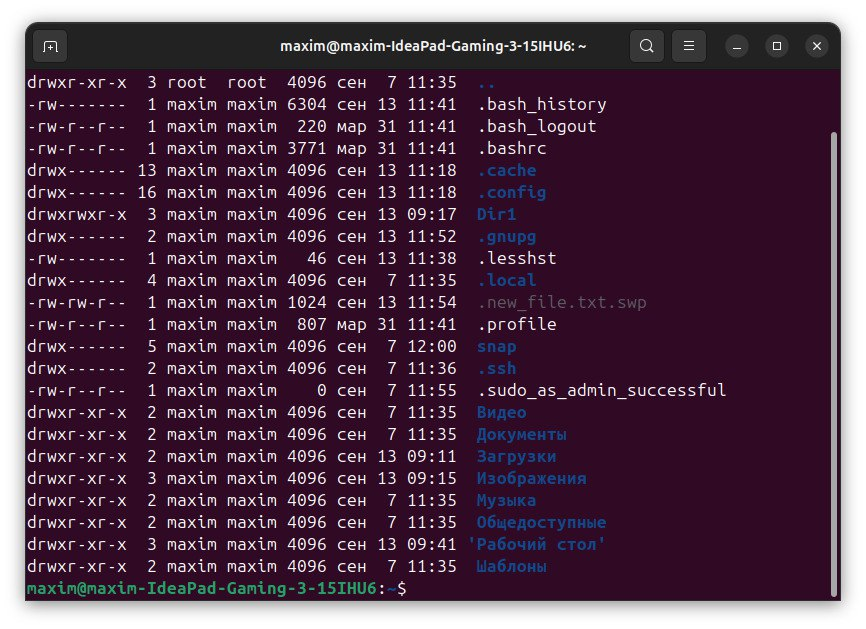 maxim@maxim-IdeaPad-Gaming-3-15IHU6: ~
drwxr-xr-x  3 root  root  4096 сен  7 11:35  ..
-rw-------  1 maxim maxim 6304 сен 13 11:41  .bash_history
-rw-r--r--  1 maxim maxim  220 мар 31 11:41  .bash_logout
-rw-r--r--  1 maxim maxim 3771 мар 31 11:41  .bashrc
drwx------ 13 maxim maxim 4096 сен 13 11:18  .cache
drwx------ 16 maxim maxim 4096 сен 13 11:18  .config
drwxrwxr-x  3 maxim maxim 4096 сен 13 09:17  Dir1
drwx------  2 maxim maxim 4096 сен 13 11:52  .gnupg
-rw-------  1 maxim maxim   46 сен 13 11:38  .lesshst
drwx------  4 maxim maxim 4096 сен  7 11:35  .local
-rw-rw-r--  1 maxim maxim 1024 сен 13 11:54  .new_file.txt.swp
-rw-r--r--  1 maxim maxim  807 мар 31 11:41  .profile
drwx------  5 maxim maxim 4096 сен  7 12:00  snap
drwx------  2 maxim maxim 4096 сен  7 11:36  .ssh
-rw-r--r--  1 maxim maxim    0 сен  7 11:55  .sudo_as_admin_successful
drwxr-xr-x  2 maxim maxim 4096 сен  7 11:35  Видео
drwxr-xr-x  2 maxim maxim 4096 сен  7 11:35  Документы
drwxr-xr-x  2 maxim maxim 4096 сен 13 09:11  Загрузки
drwxr-xr-x  3 maxim maxim 4096 сен 13 09:15  Изображения
drwxr-xr-x  2 maxim maxim 4096 сен  7 11:35  Музыка
drwxr-xr-x  2 maxim maxim 4096 сен  7 11:35  Общедоступные
drwxr-xr-x  3 maxim maxim 4096 сен 13 09:41 'Рабочий стол'
drwxr-xr-x  2 maxim maxim 4096 сен  7 11:35  Шаблоны
maxim@maxim-IdeaPad-Gaming-3-15IHU6:~$